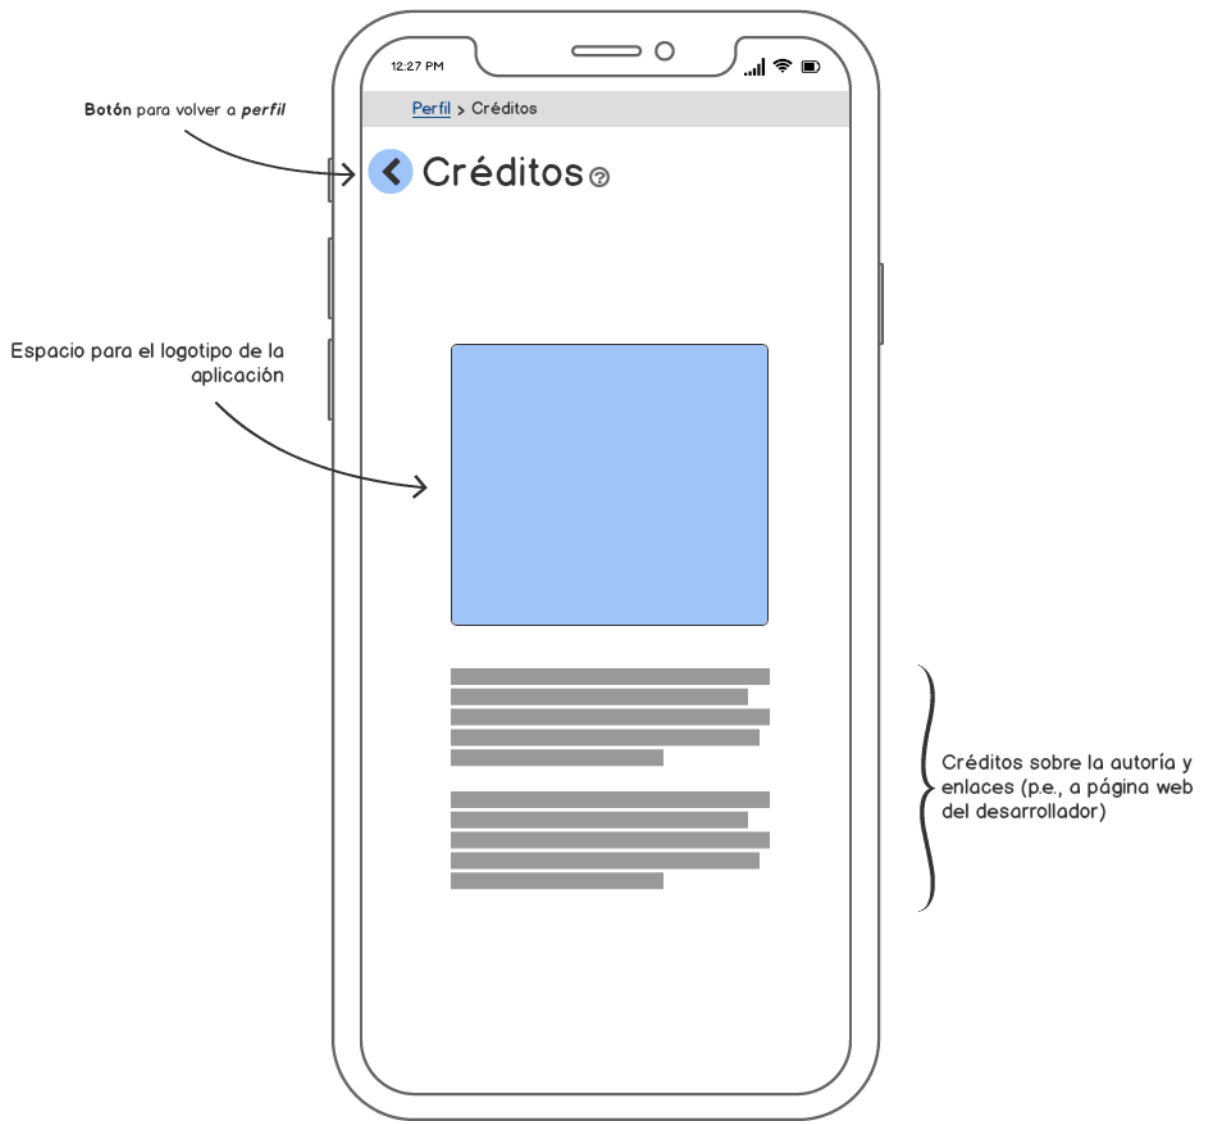 12:27 PM
Botón para volver a perfil
Perfil > Créditos
Créditos ?
Espacio para el logotipo de la
aplicación
Créditos sobre la autoría y
enlaces (p.e., a página web
del desarrollador)